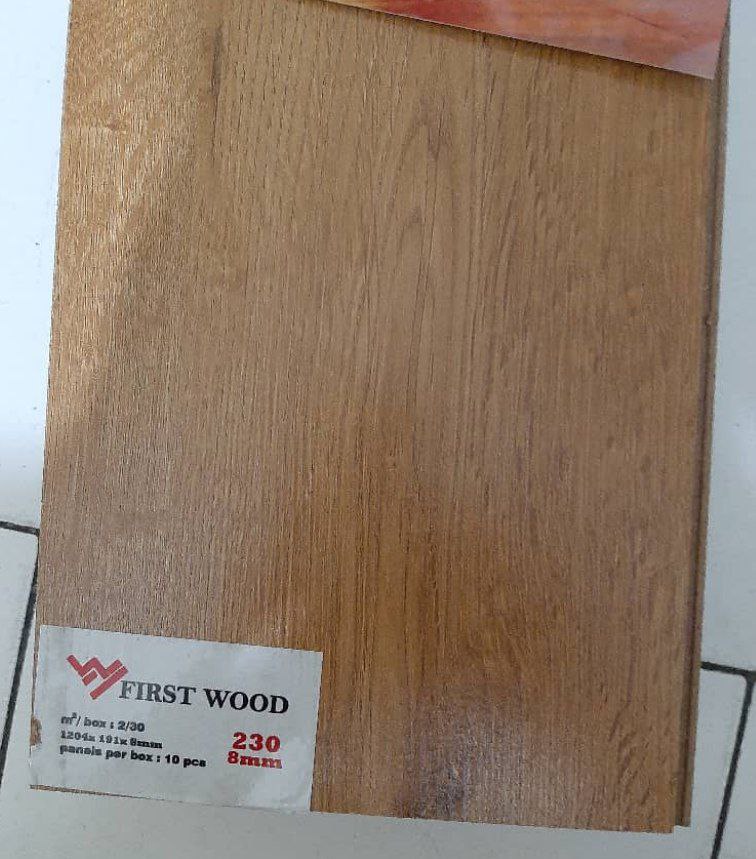 FIRST WOOD
m²/ box : 2/30
1204x 191x 8mm
panels per box : 10 pcs
230
8mm